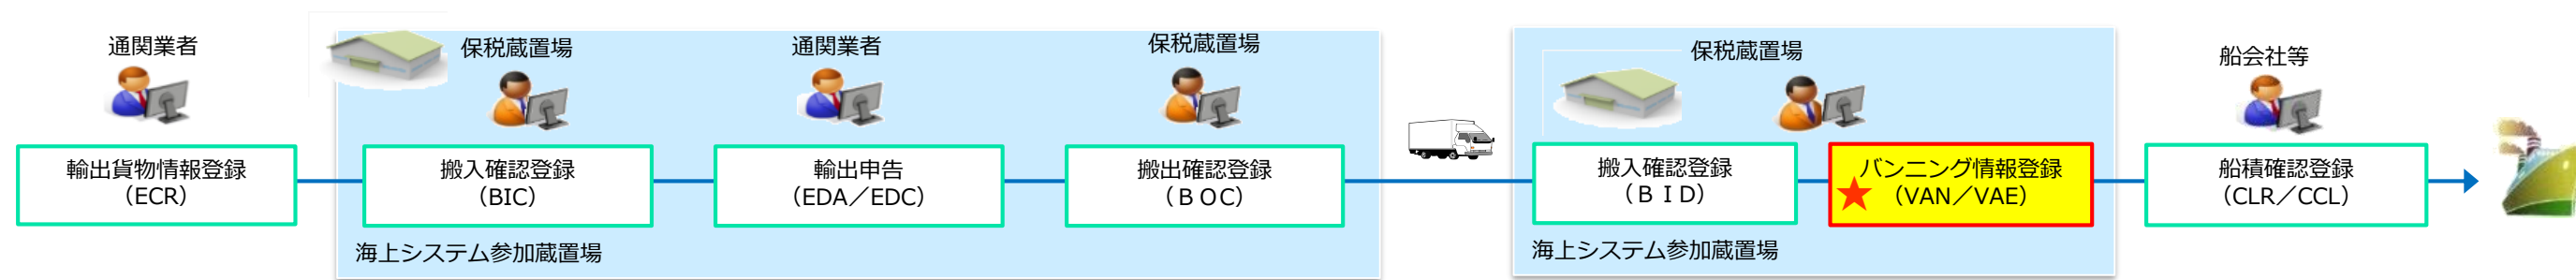 通関業者
輸出貨物情報登録
（ECR）
保税蔵置場
搬入確認登録
（BIC）
通関業者
輸出申告
（EDA／EDC）
保税蔵置場
搬出確認登録
（ＢＯＣ）
海上システム参加蔵置場
保税蔵置場
搬入確認登録
（ＢＩＤ）
バンニング情報登録
（VAN／VAE）
海上システム参加蔵置場
船会社等
船積確認登録
（CLR／CCL）